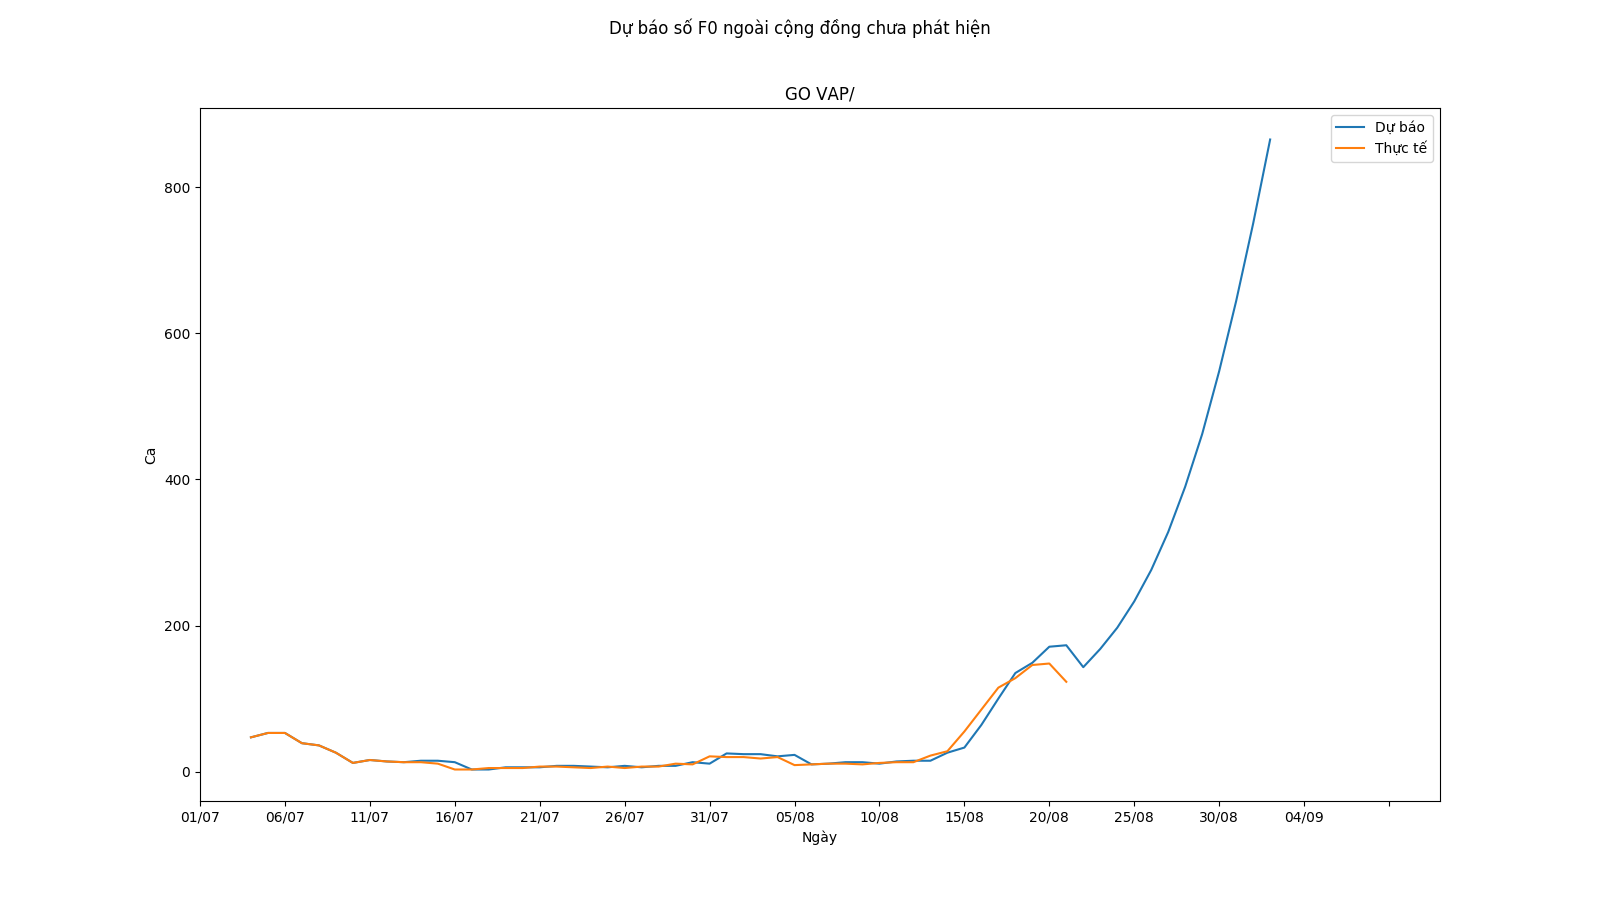 Dự báo số F0 ngoài cộng đồng chưa phát hiện
GO VAP/
Dự báo
Thực tế
800
600
400
200
0
Ca
01/07 06/07 11/07 16/07 21/07 26/07 31/07 05/08 10/08 15/08 20/08 25/08 30/08 04/09
Ngày